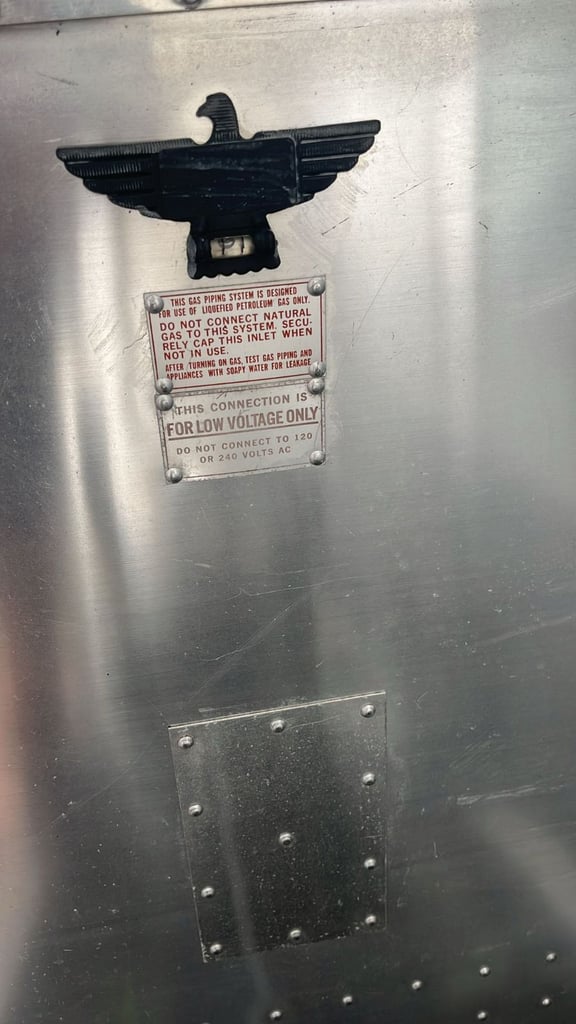 THIS GAS PIPING SYSTEM IS DESIGNED
FOR USE OF LIQUEFIED PETROLEUM GAS ONLY.
DO NOT CONNECT NATURAL
GAS TO THIS SYSTEM. SECU-
RELY CAP THIS INLET WHEN
NOT IN USE.
AFTER TURNING ON GAS, TEST GAS PIPING AND
APPLIANCES WITH SOAPY WATER FOR LEAKAGE
THIS CONNECTION IS
FOR LOW VOLTAGE ONLY
DO NOT CONNECT TO 120
OR 240 VOLTS AC